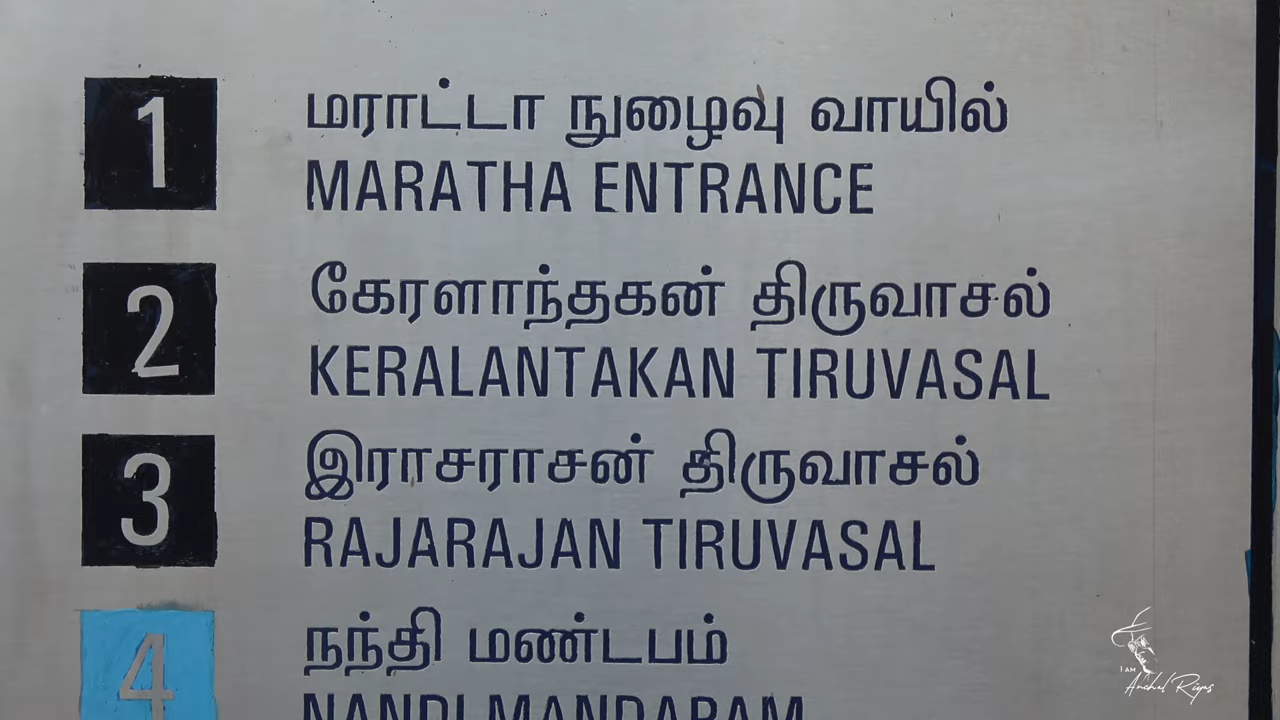 1 மராட்டா நுழைவு வாயில்
MARATHA ENTRANCE
2 கேரளாந்தகன் திருவாசல்
KERALANTAKAN TIRUVASAL
3 இராசராசன் திருவாசல்
RAJARAJAN TIRUVASAL
4 நந்தி மண்டபம்
NANDI MANDAPAM
I AM